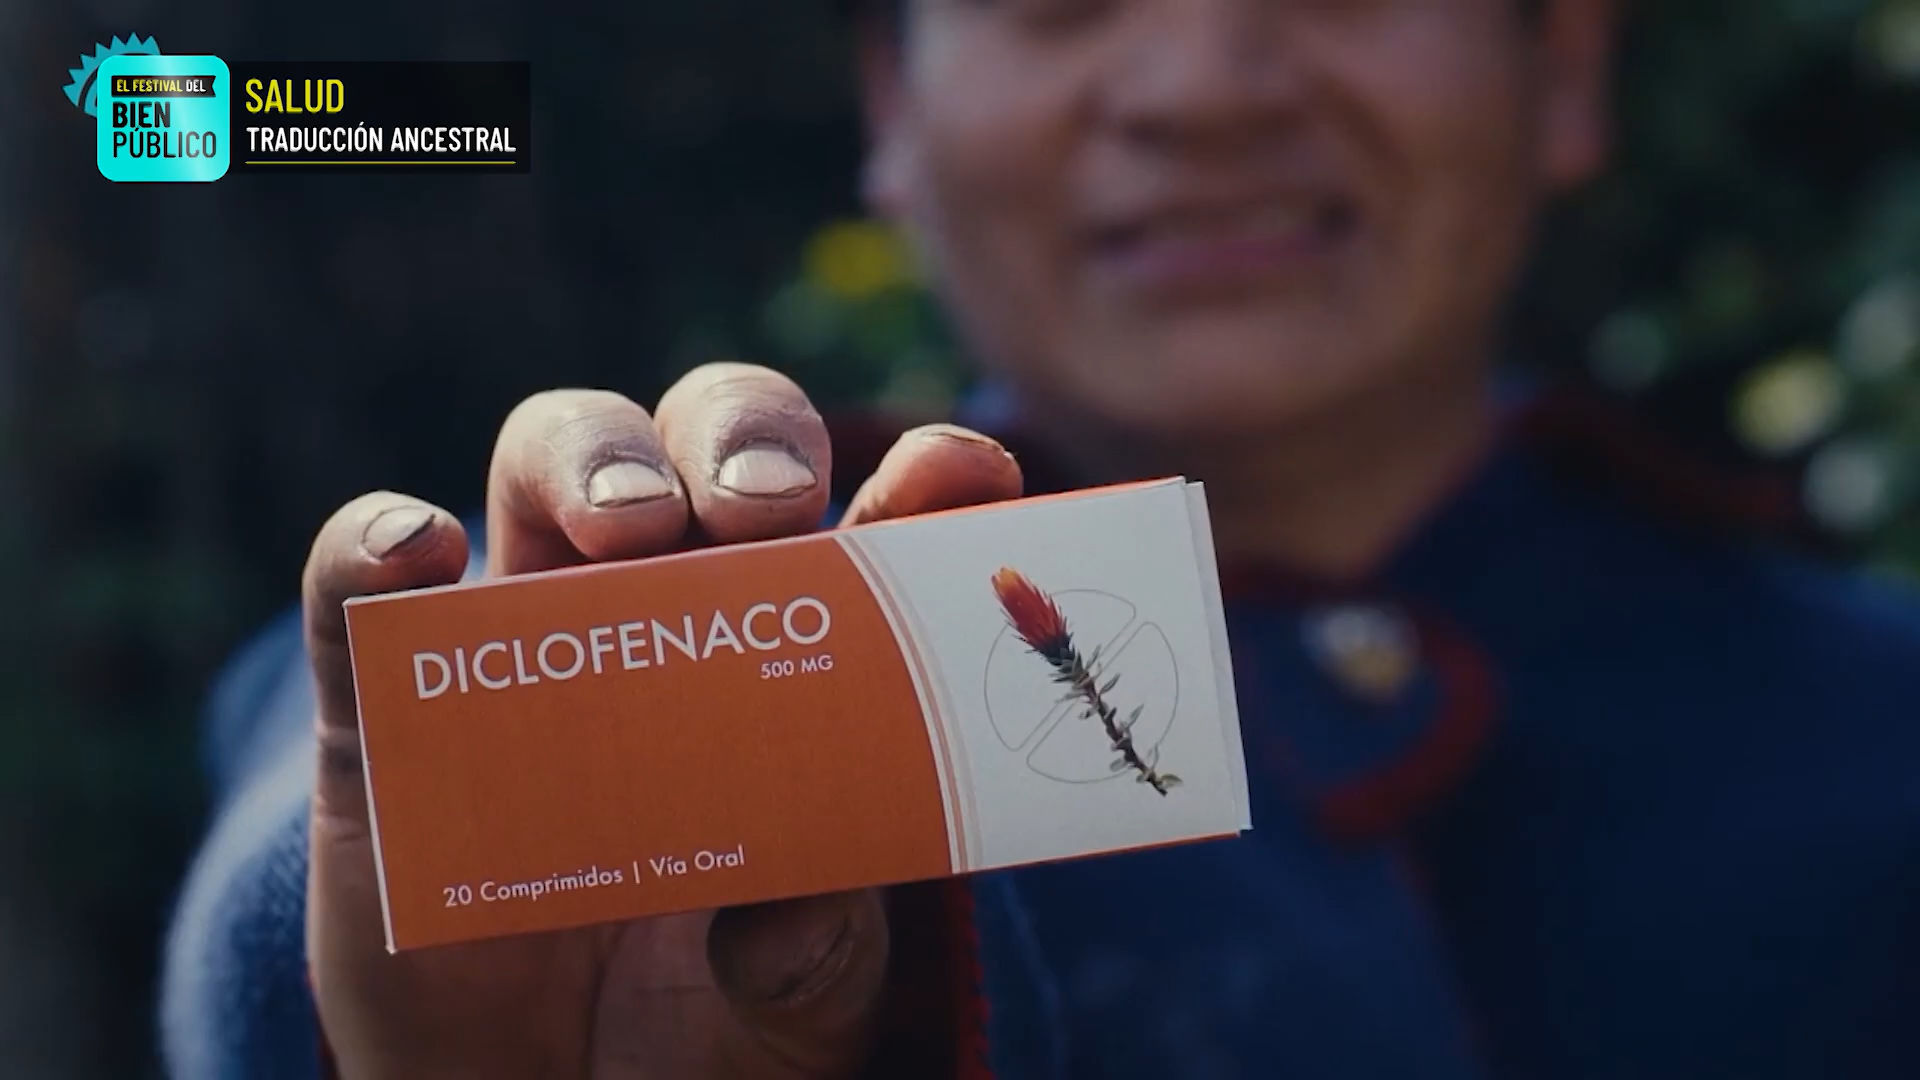 EL FESTIVAL DEL
BIEN
PÚBLICO
SALUD
TRADUCCIÓN ANCESTRAL
DICLOFENACO
500 MG
20 Comprimidos | Vía Oral